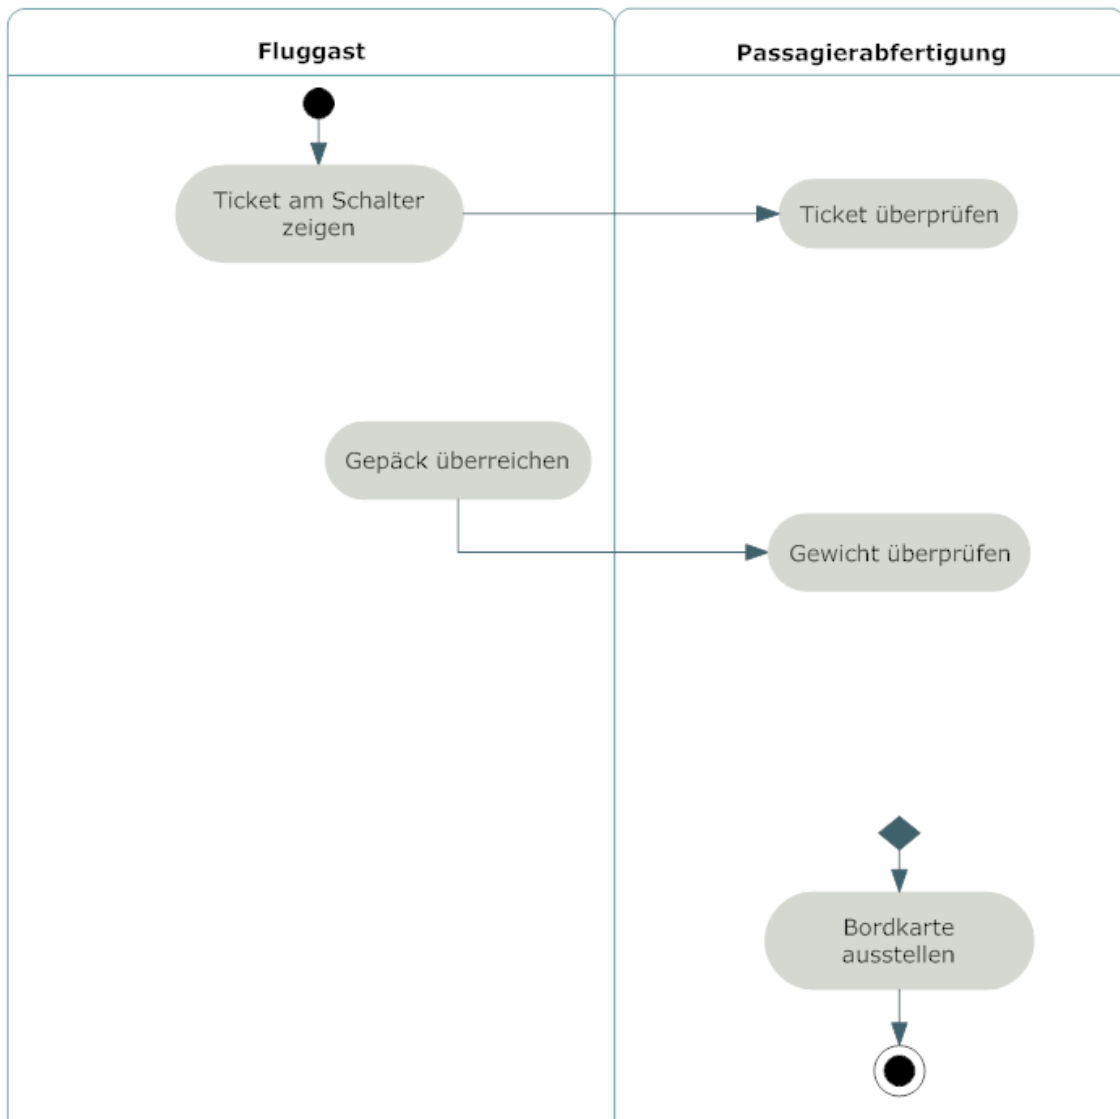 Fluggast
Passagierabfertigung
Ticket am Schalter
zeigen
Ticket überprüfen
Gepäck überreichen
Gewicht überprüfen
Bordkarte
ausstellen